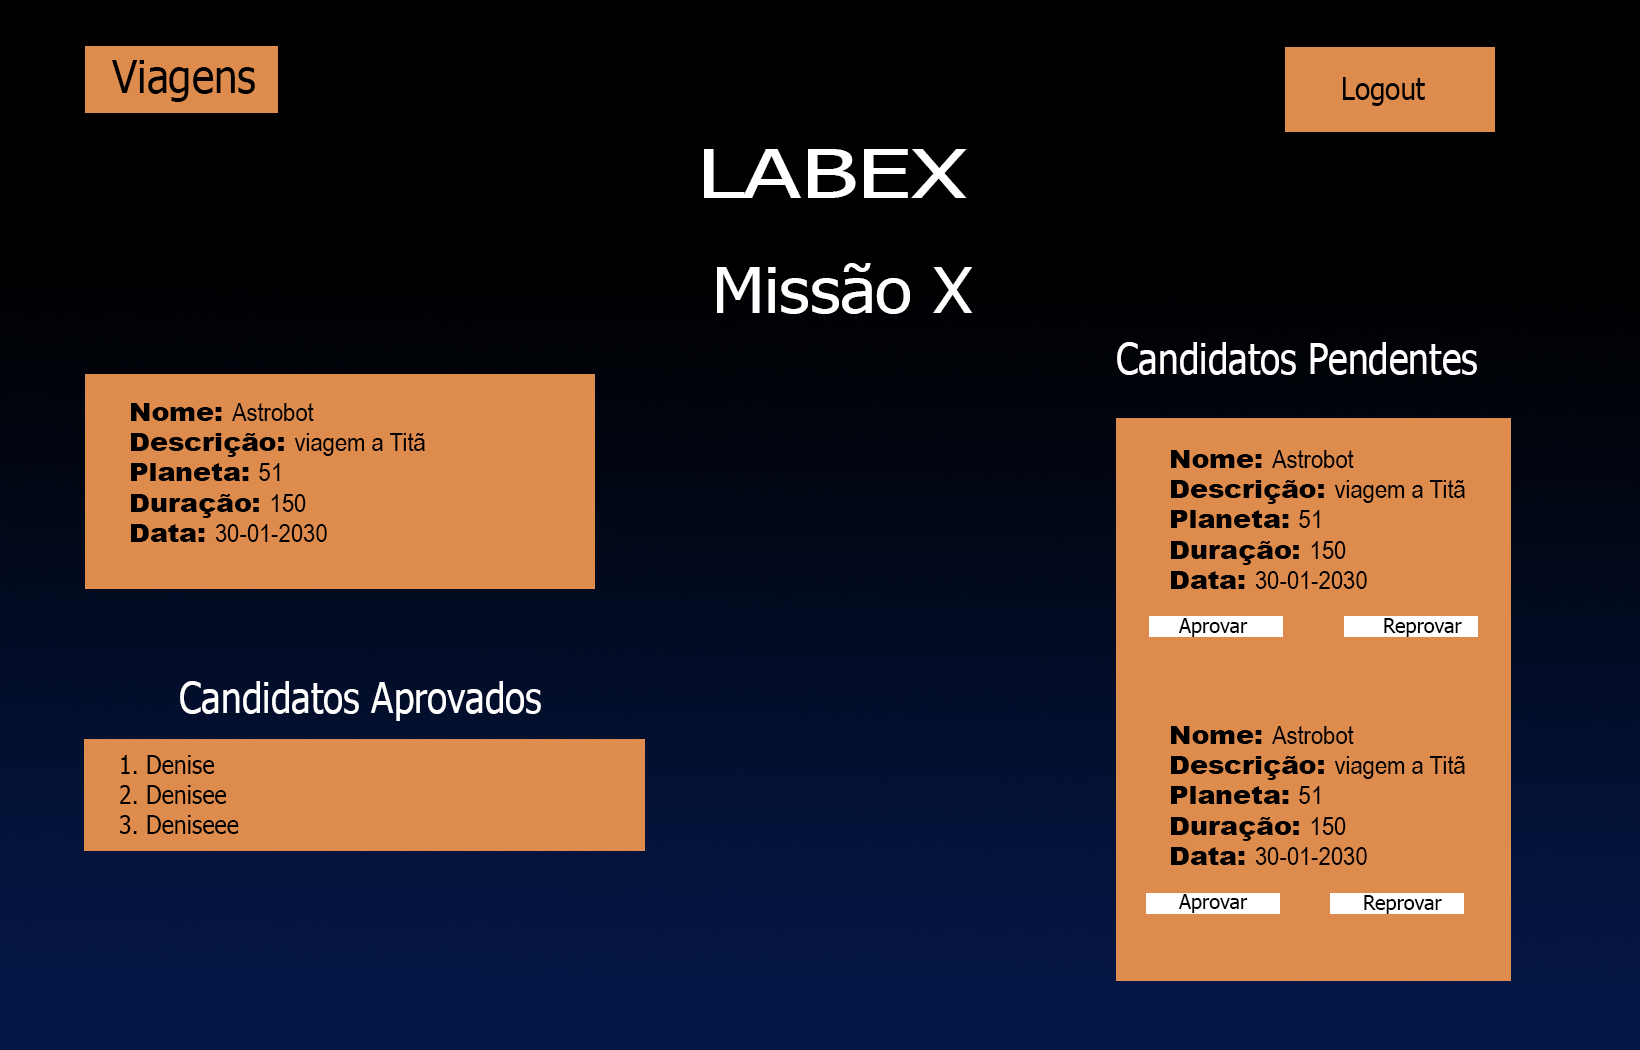 Viagens
Logout
LABEX
Missão X
Nome: Astrobot
Descrição: viagem a Titã
Planeta: 51
Duração: 150
Data: 30-01-2030
Candidatos Aprovados
1. Denise
2. Denisee
3. Deniseee
Candidatos Pendentes
Nome: Astrobot
Descrição: viagem a Titã
Planeta: 51
Duração: 150
Data: 30-01-2030
Aprovar
Reprovar
Nome: Astrobot
Descrição: viagem a Titã
Planeta: 51
Duração: 150
Data: 30-01-2030
Aprovar
Reprovar